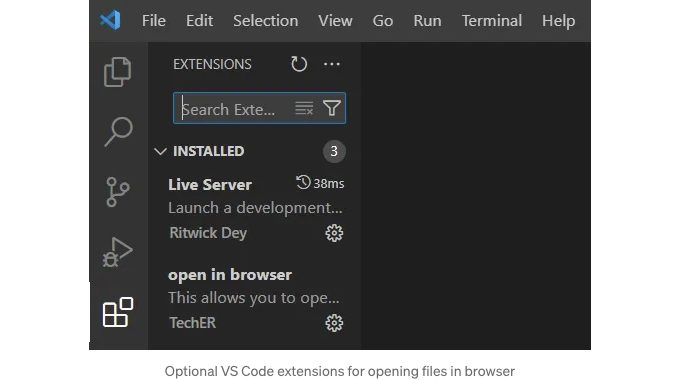 File Edit Selection View Go Run Terminal Help
EXTENSIONS
Search Exte...
INSTALLED 3
Live Server 38ms
Launch a development...
Ritwick Dey
open in browser
This allows you to ope...
TechER
Optional VS Code extensions for opening files in browser